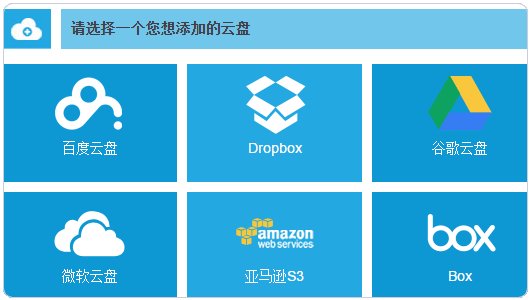 请选择一个您想添加的云盘
百度云盘
Dropbox
谷歌云盘
微软云盘
amazon
web services
亚马逊S3
box
Box